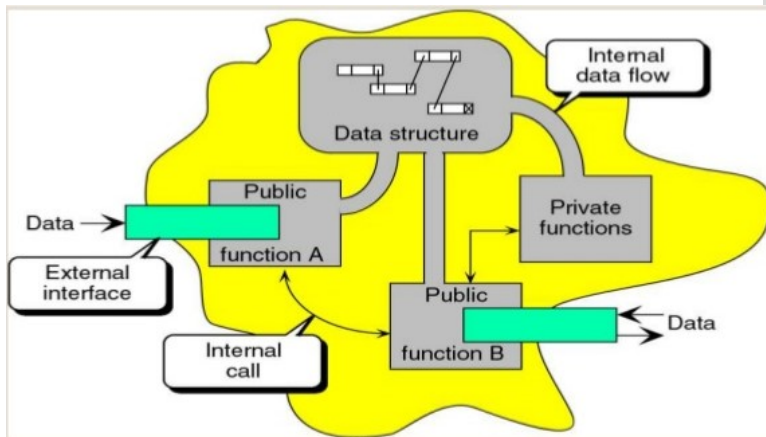 Internal
data flow
Data structure
Public
function A
Private
functions
Data
External
interface
Public
function B
Data
Internal
call